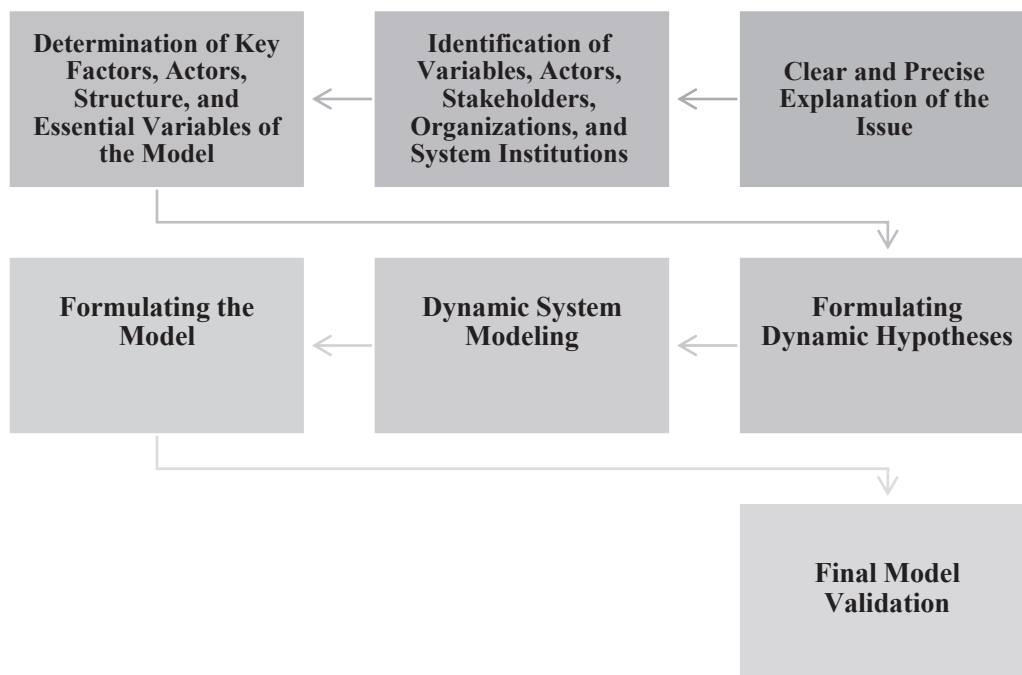 Clear and Precise
Explanation of the
Issue
Identification of
Variables, Actors,
Stakeholders,
Organizations, and
System Institutions
Determination of Key
Factors, Actors,
Structure, and
Essential Variables of
the Model
Formulating
Dynamic Hypotheses
Dynamic System
Modeling
Formulating the
Model
Final Model
Validation